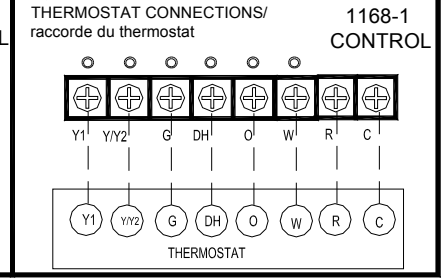 THERMOSTAT CONNECTIONS/
raccorde du thermostat
1168-1
CONTROL
L
Y1 Y/Y2 G DH O W R C
Y1 Y/Y2 G DH O W R C
THERMOSTAT